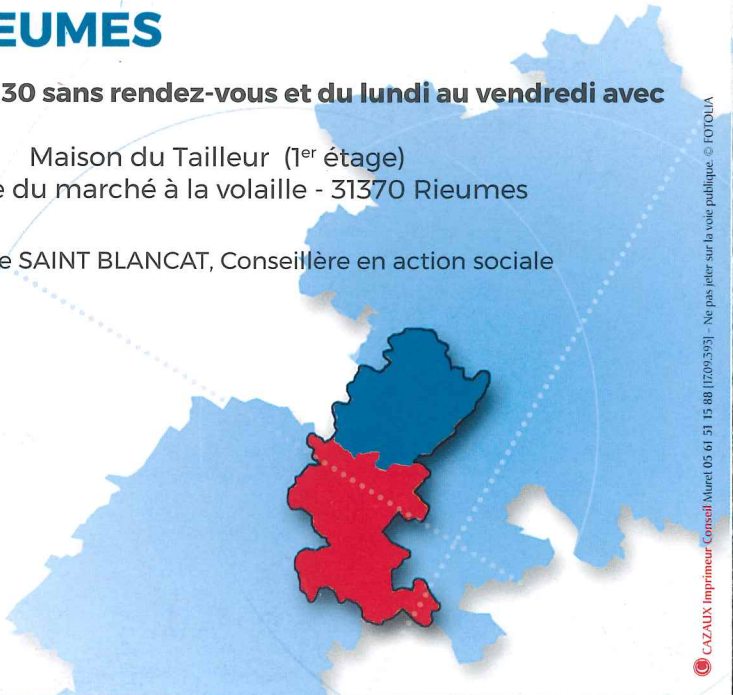 EUMES
30 sans rendez-vous et du lundi au vendredi avec
Maison du Tailleur (1er étage)
e du marché à la volaille - 31370 Rieumes
e SAINT BLANCAT, Conseillère en action sociale
CAZAUX Imprimeur Conseil Muret 05 61 51 15 88 [17.09.393] - Ne pas jeter sur la voie publique. © FOTOLIA